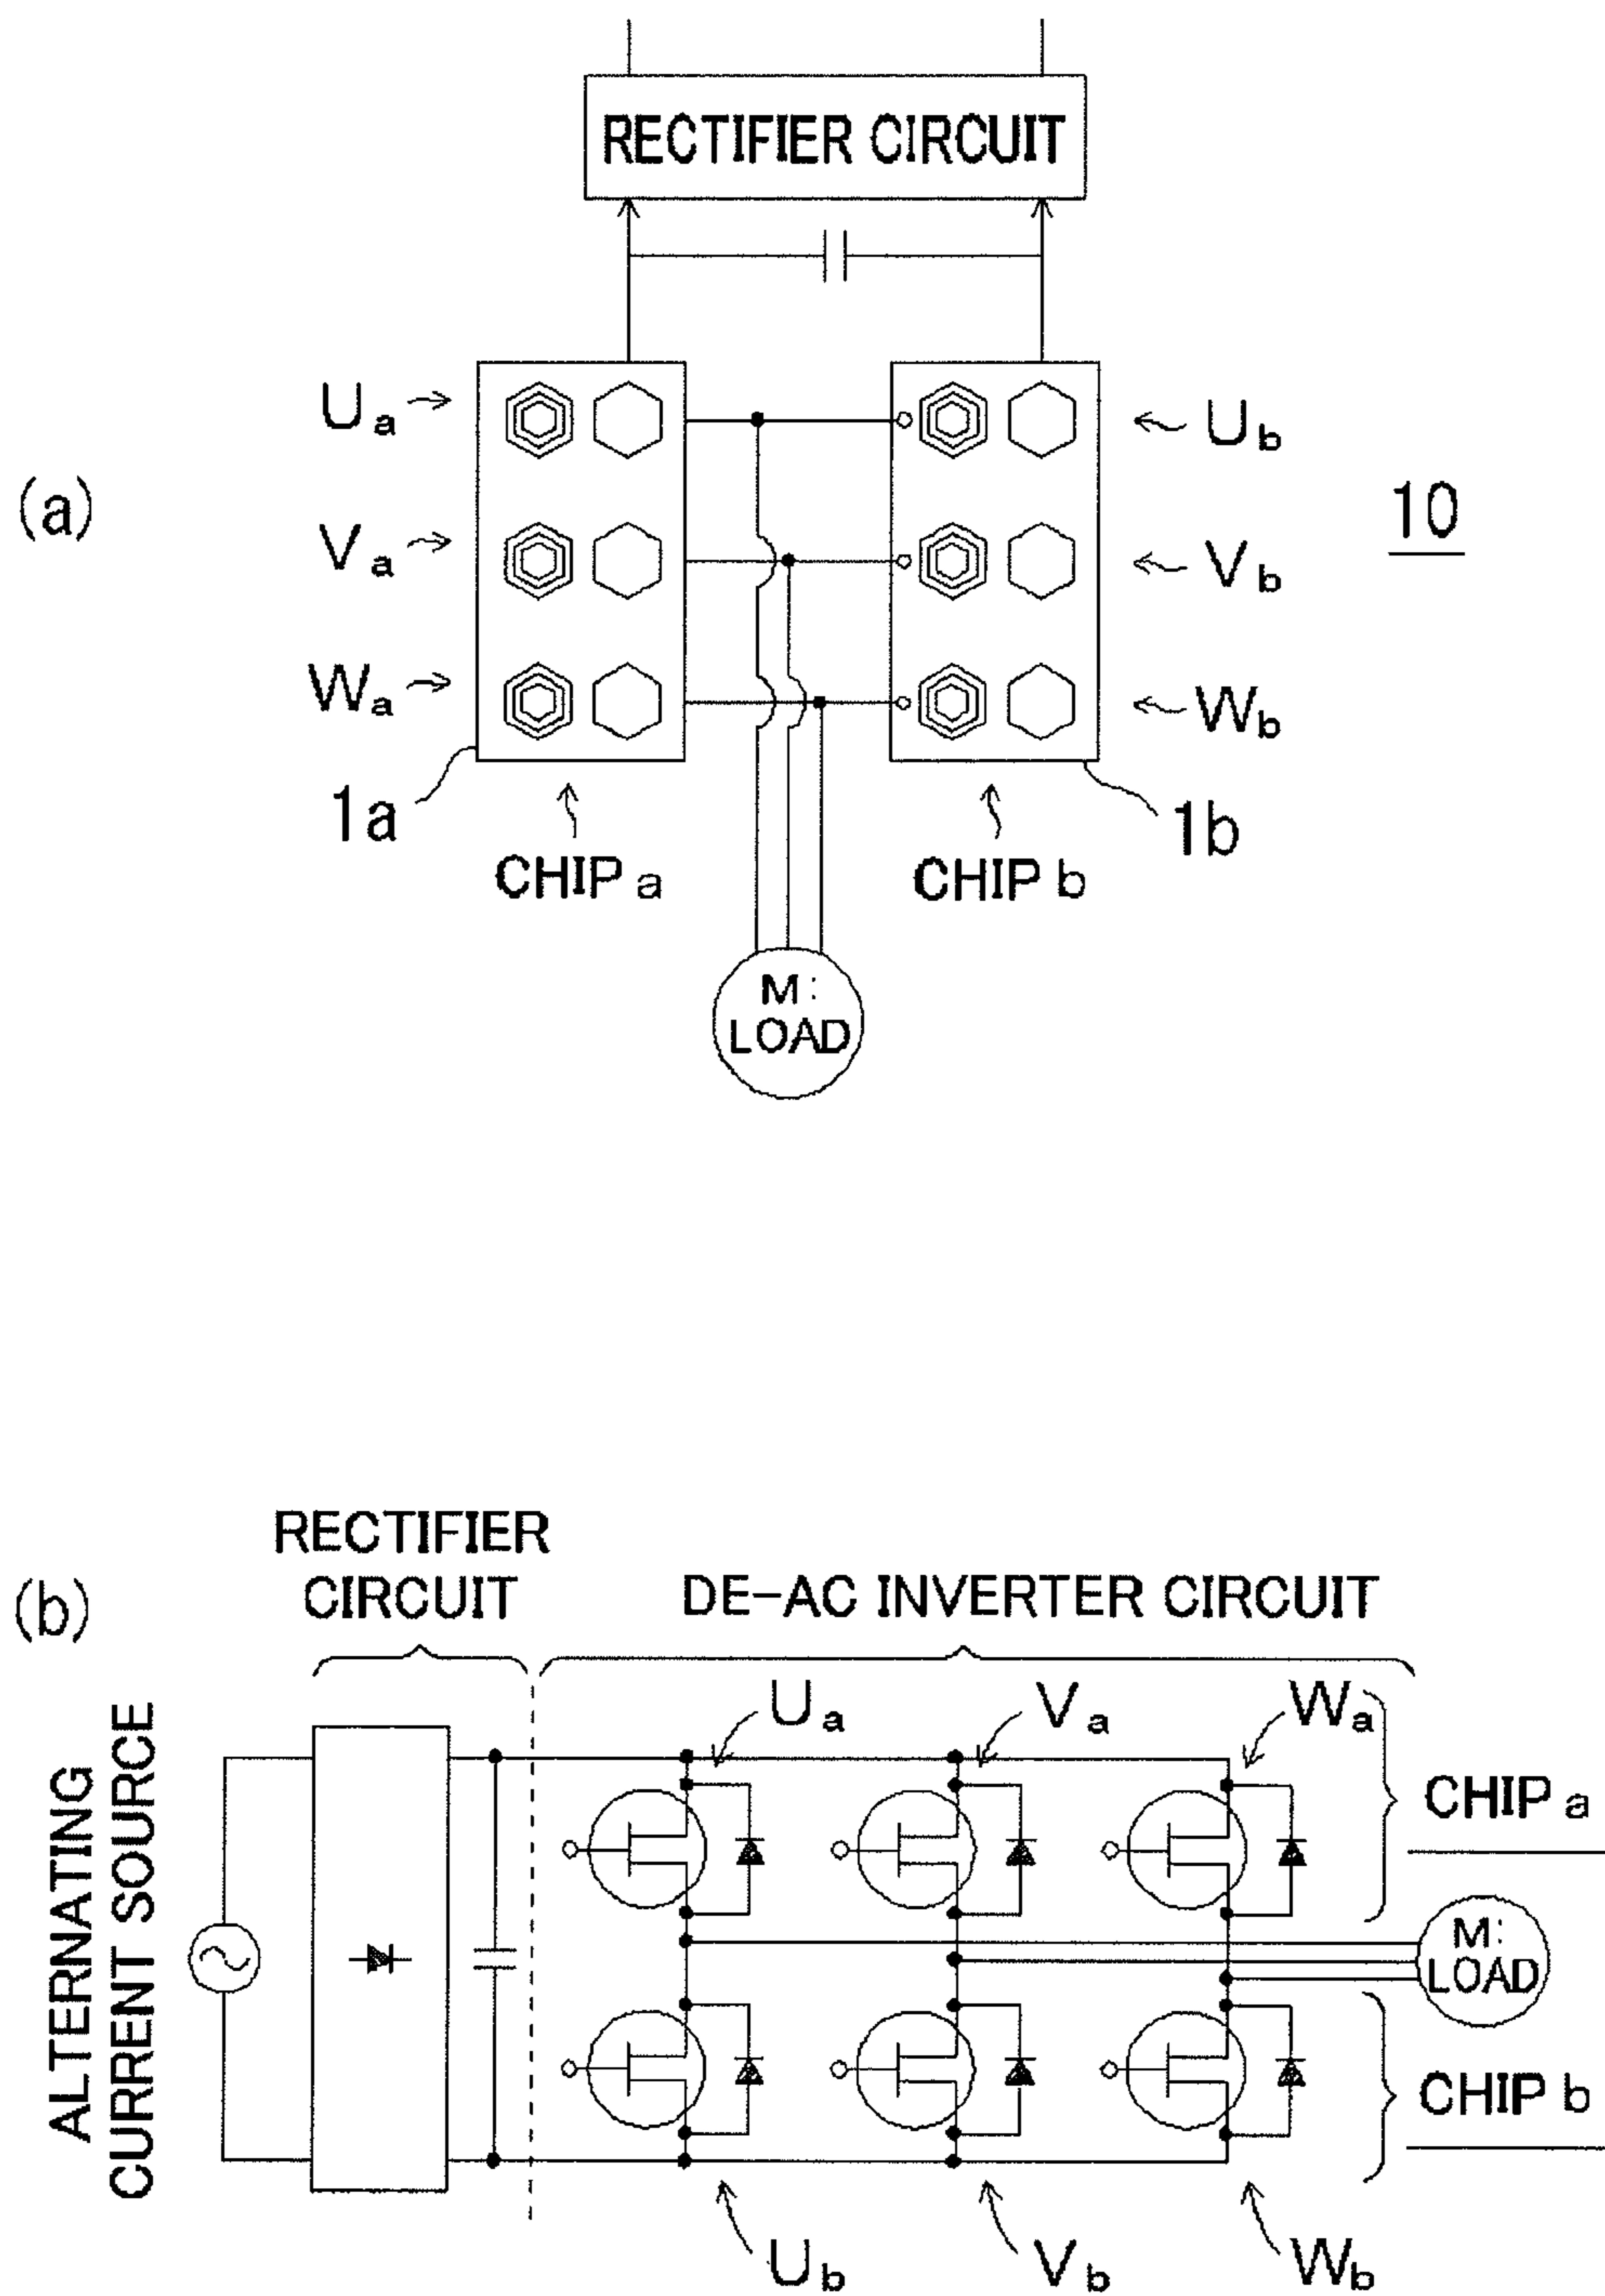 RECTIFIER CIRCUIT
(a)
Ua
Va
Wa
Ub
Vb
Wb
10
1a
1b
CHIP a
CHIP b
M:
LOAD
(b)
RECTIFIER
CIRCUIT
DE-AC INVERTER CIRCUIT
ALTERNATING
CURRENT SOURCE
Ua
Va
Wa
CHIP a
M:
LOAD
CHIP b
Ub
Vb
Wb